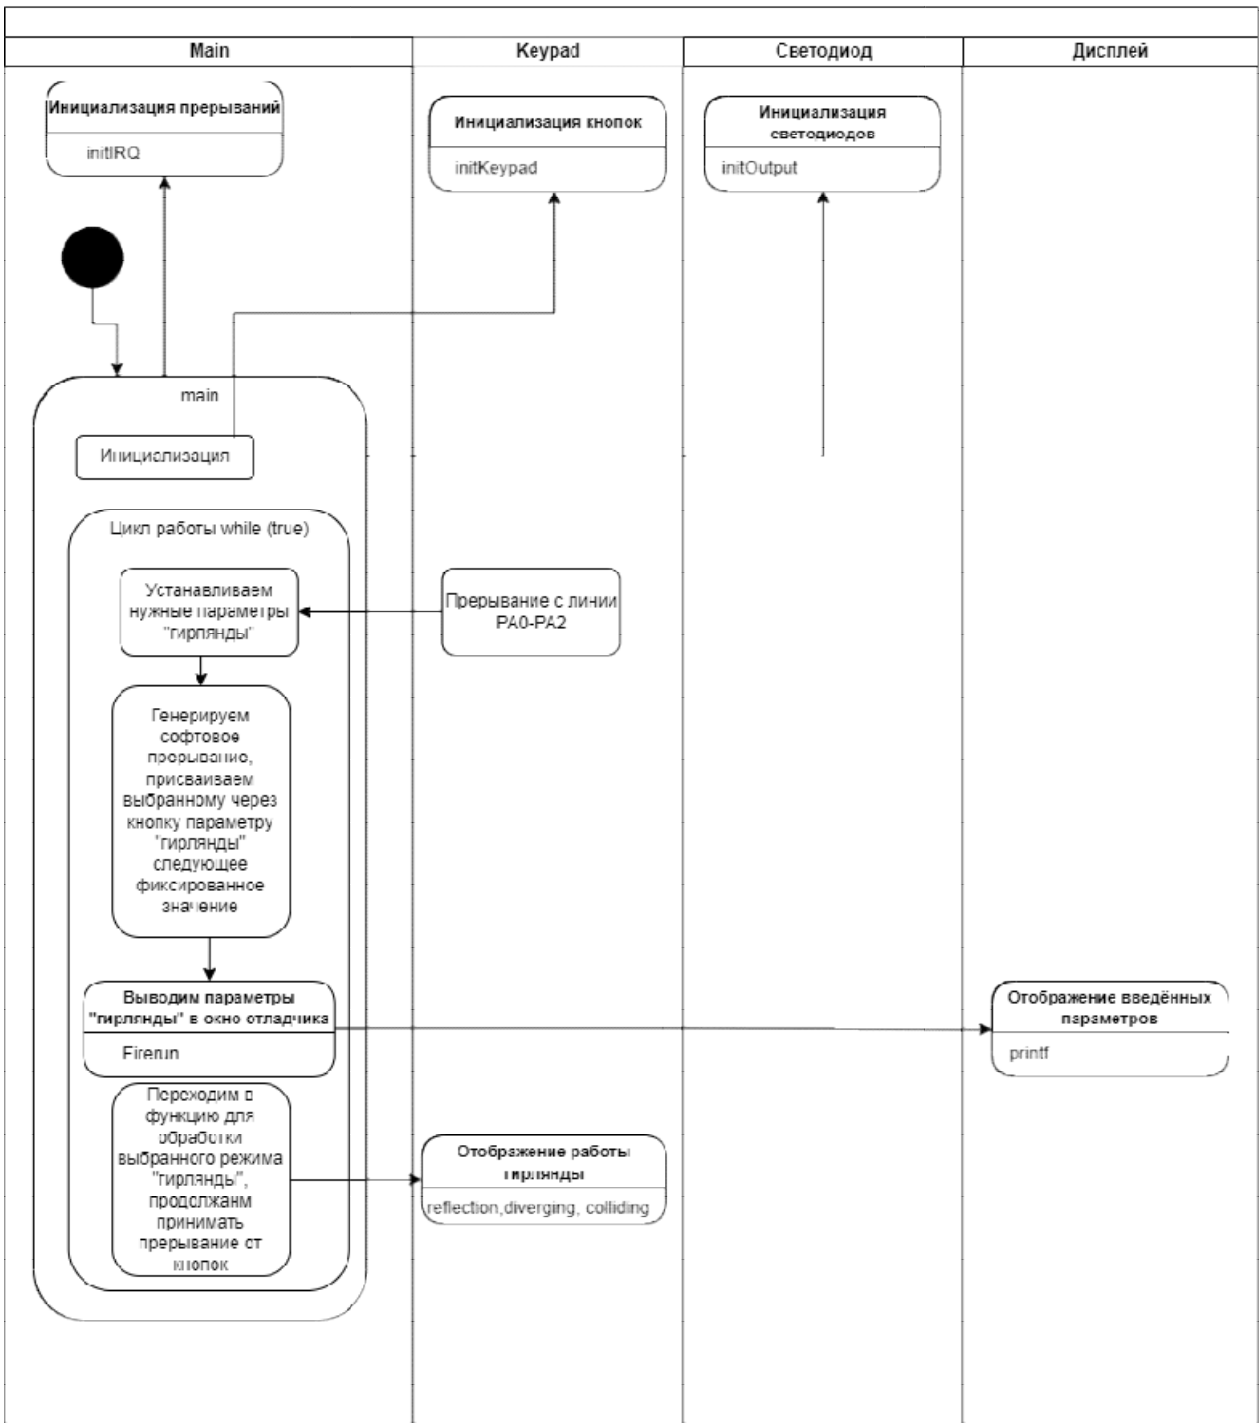 Main
Keypad
Светодиод
Дисплей
Инициализация прерываний
initIRQ
Инициализация кнопок
initKeypad
Инициализация
светодиодов
initOutput
main
Инициализация
Цикл работы while (true)
Устанавливаем
нужные параметры
"гирлянды"
Прерывание с линии
PA0-PA2
Генерируем
софтовое
прерывание,
присваиваем
выбранному через
кнопку параметру
"гирлянды"
следующее
фиксированное
значение
Выводим параметры
"гирлянды" в окно отладчика
Firerun
Отображение введённых
параметров
printf
Переходим в
функцию для
обработки
выбранного режима
"гирлянды",
продолжанм
принимать
прерывание от
кнопок
Отображение работы
гирлянды
reflection,diverging, colliding